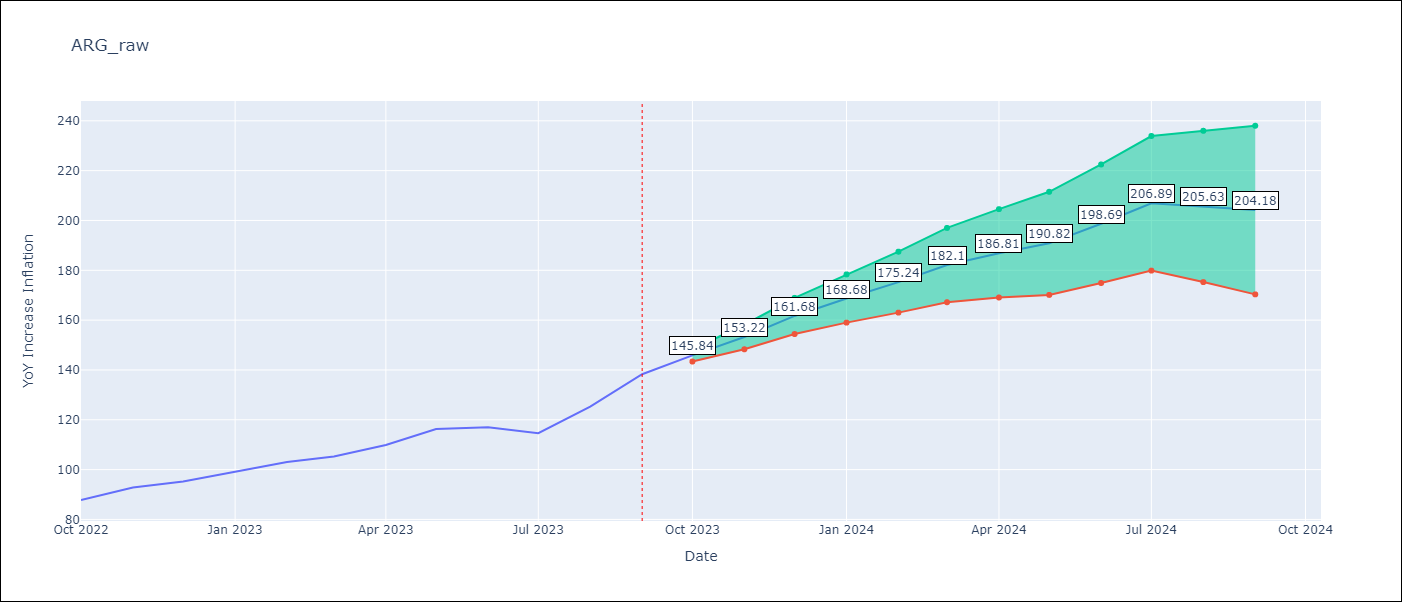 ARG_raw
YoY Increase Inflation
240
220
200
180
160
140
120
100
80
145.84
153.22
161.68
168.68
175.24
182.1
186.81
190.82
198.69
206.89
205.63
204.18
Oct 2022
Jan 2023
Apr 2023
Jul 2023
Oct 2023
Jan 2024
Apr 2024
Jul 2024
Oct 2024
Date